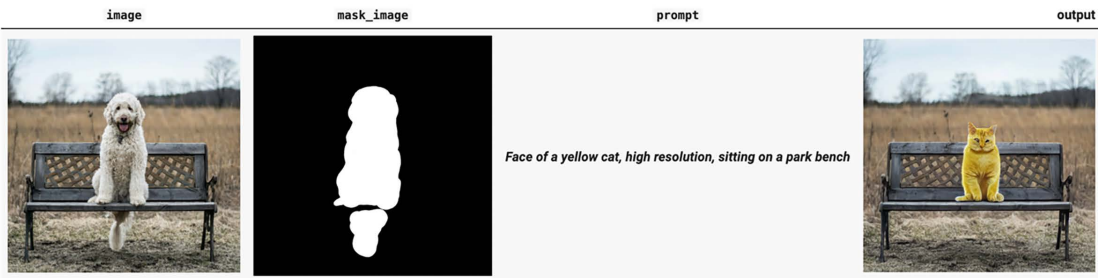 image mask_image prompt output
Face of a yellow cat, high resolution, sitting on a park bench